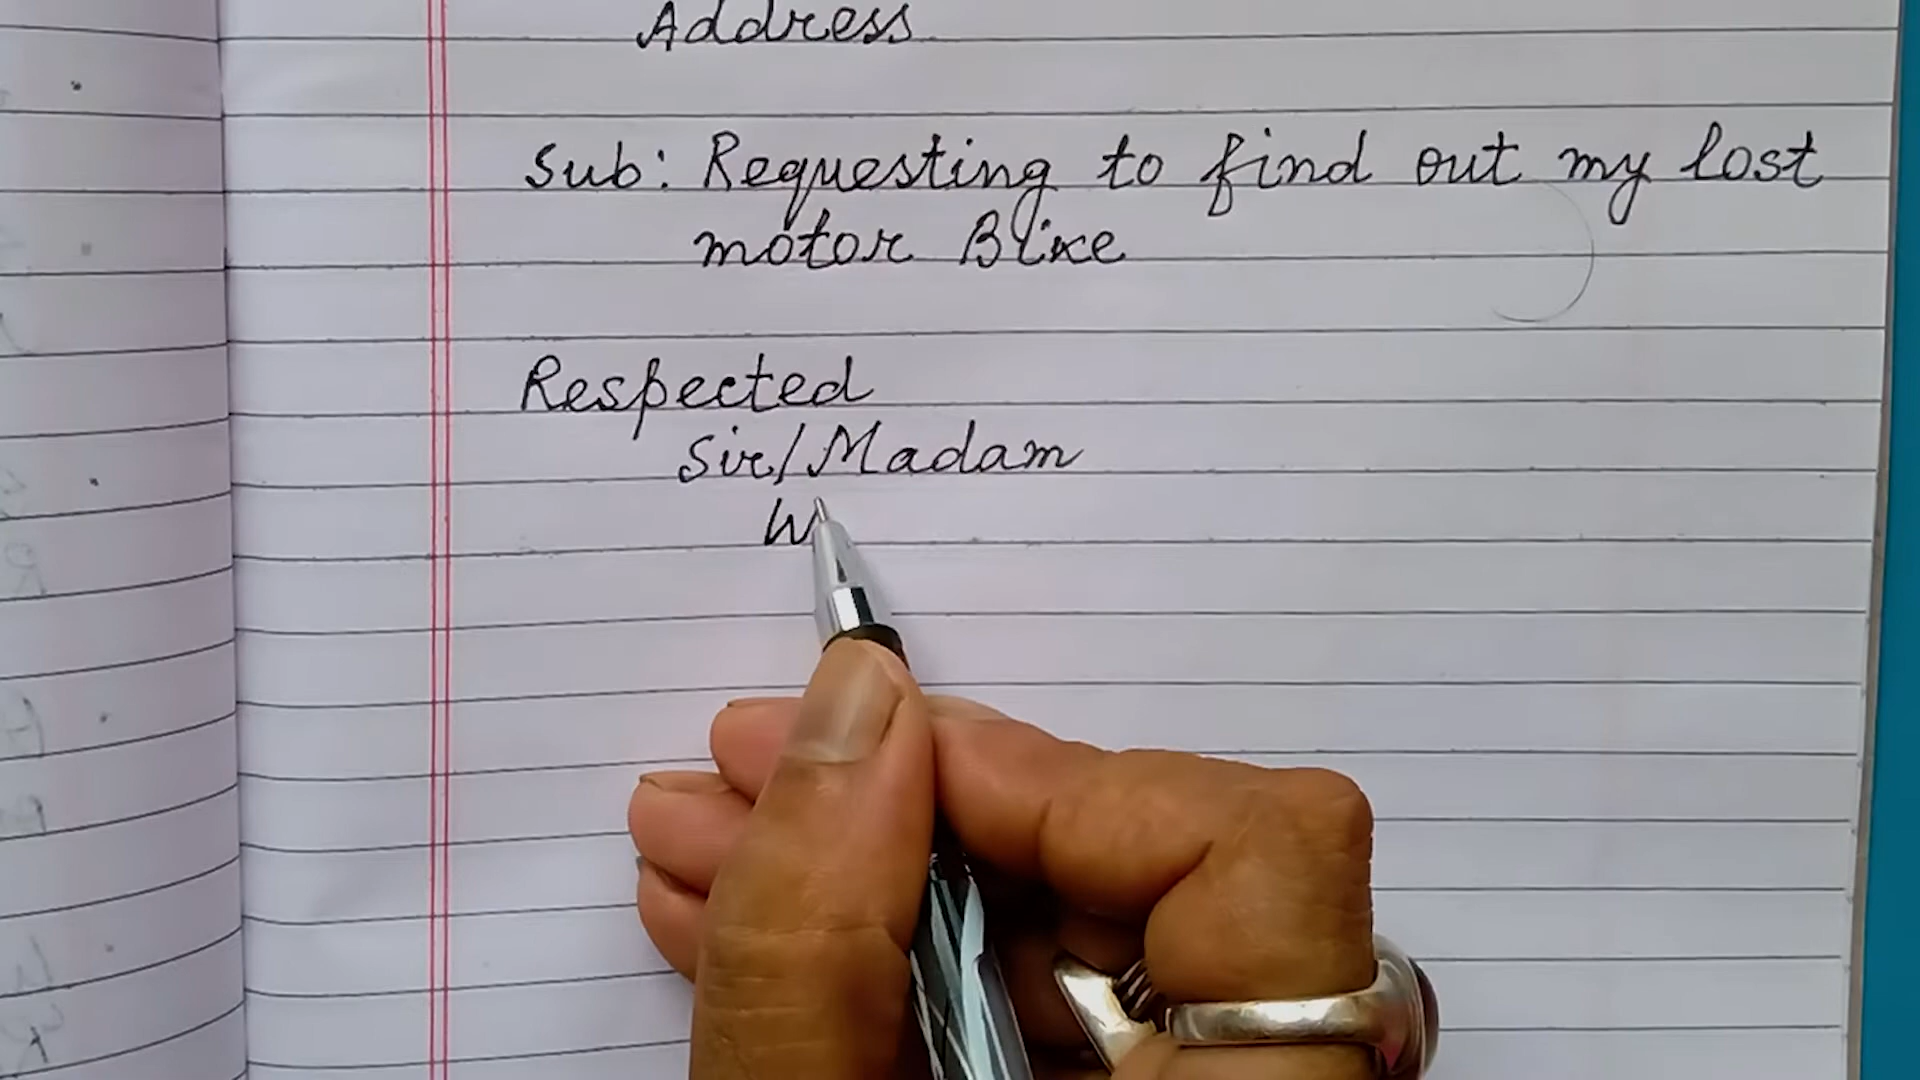 Address
Sub: Requesting to find out my lost
motor Bike
Respected
Sir/Madam
W